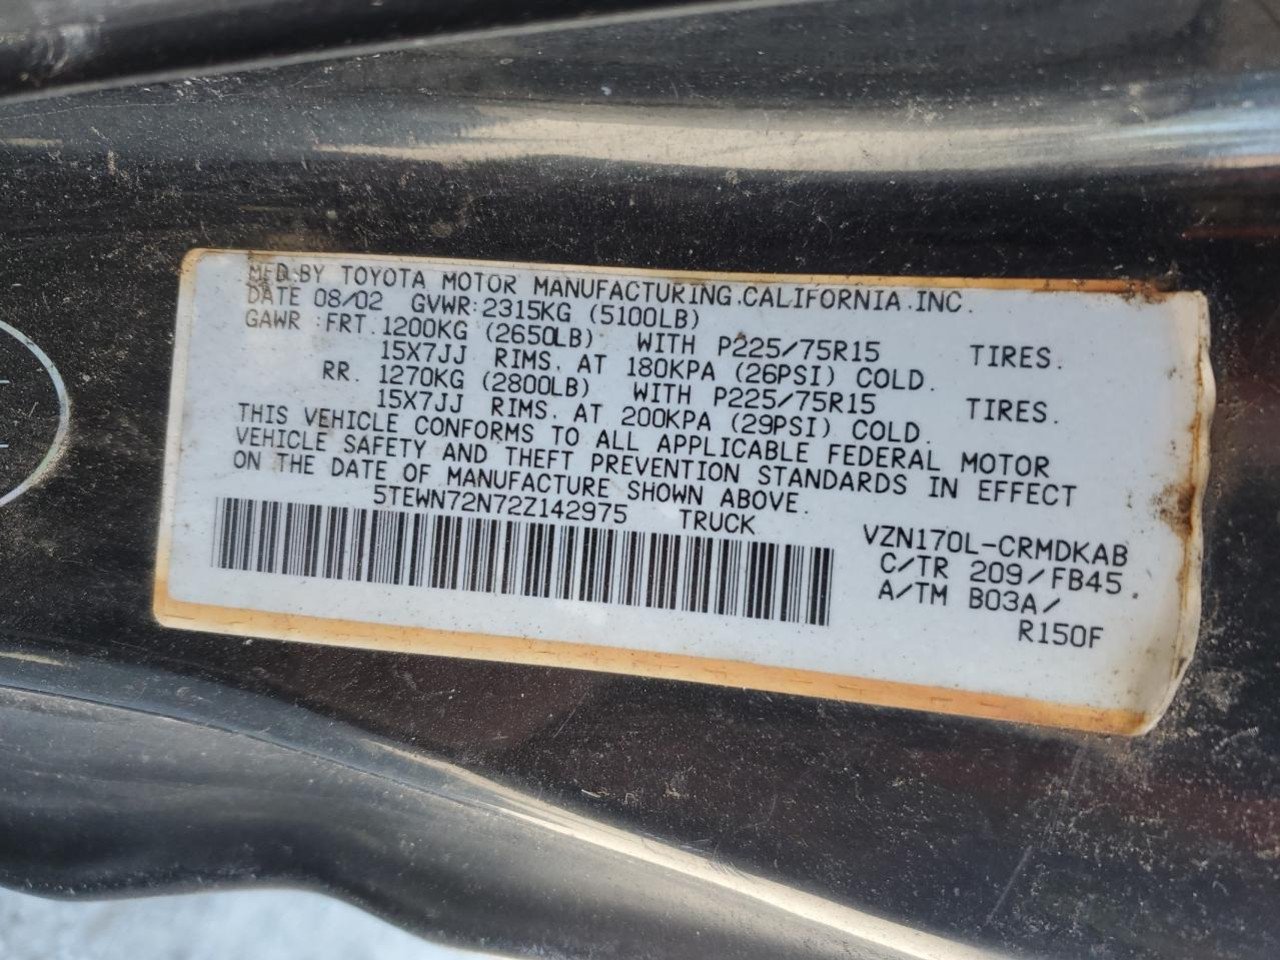 MFD. BY TOYOTA MOTOR MANUFACTURING.CALIFORNIA.INC.
DATE 08/02 GVWR:2315KG (5100LB)
GAWR :FRT.1200KG (2650LB) WITH P225/75R15 TIRES.
15X7JJ RIMS. AT 180KPA (26PSI) COLD.
RR. 1270KG (2800LB) WITH P225/75R15 TIRES.
15X7JJ RIMS. AT 200KPA (29PSI) COLD.
THIS VEHICLE CONFORMS TO ALL APPLICABLE FEDERAL MOTOR
VEHICLE SAFETY AND THEFT PREVENTION STANDARDS IN EFFECT
ON THE DATE OF MANUFACTURE SHOWN ABOVE.
5TEWN72N72Z142975 TRUCK
VZN170L-CRMDKAB
C/TR 209/FB45.
A/TM B03A/
R150F